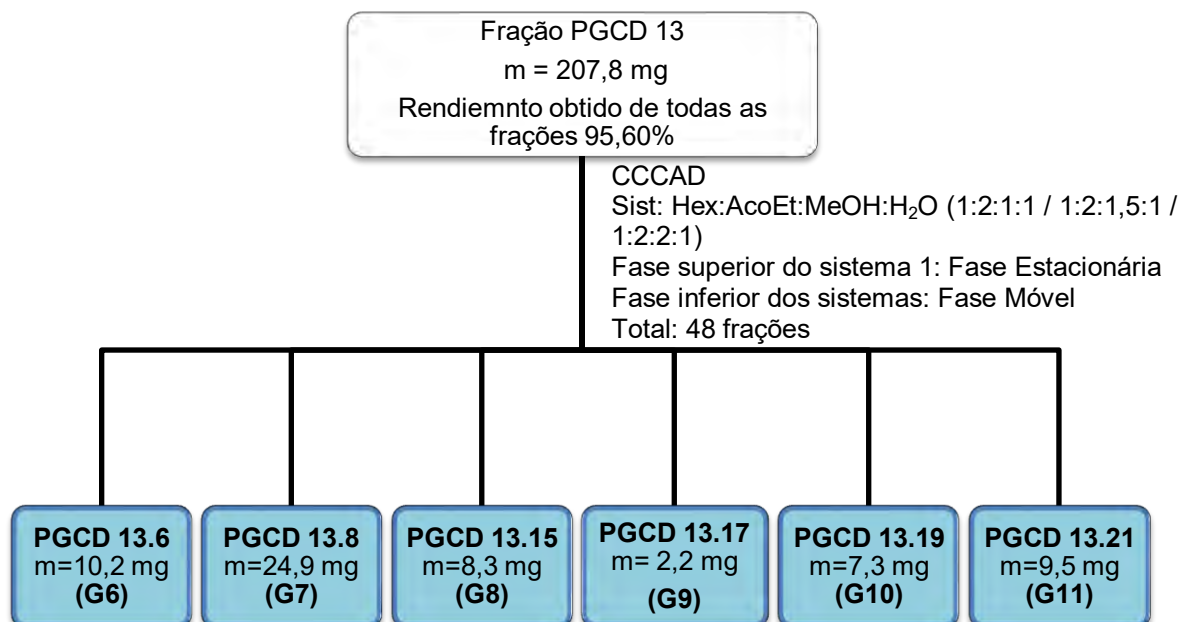 Fração PGCD 13
m = 207,8 mg
Rendiemnto obtido de todas as
frações 95,60%
CCCAD
Sist: Hex:AcoEt:MeOH:H₂O (1:2:1:1 / 1:2:1,5:1 /
1:2:2:1)
Fase superior do sistema 1: Fase Estacionária
Fase inferior dos sistemas: Fase Móvel
Total: 48 frações
PGCD 13.6
m=10,2 mg
(G6)
PGCD 13.8
m=24,9 mg
(G7)
PGCD 13.15
m=8,3 mg
(G8)
PGCD 13.17
m= 2,2 mg
(G9)
PGCD 13.19
m=7,3 mg
(G10)
PGCD 13.21
m=9,5 mg
(G11)